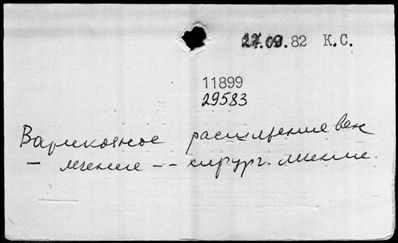 27.09.82 К.С.
11899
29583
Варикозное расширение вен
— лечение -- хирург. лечение.